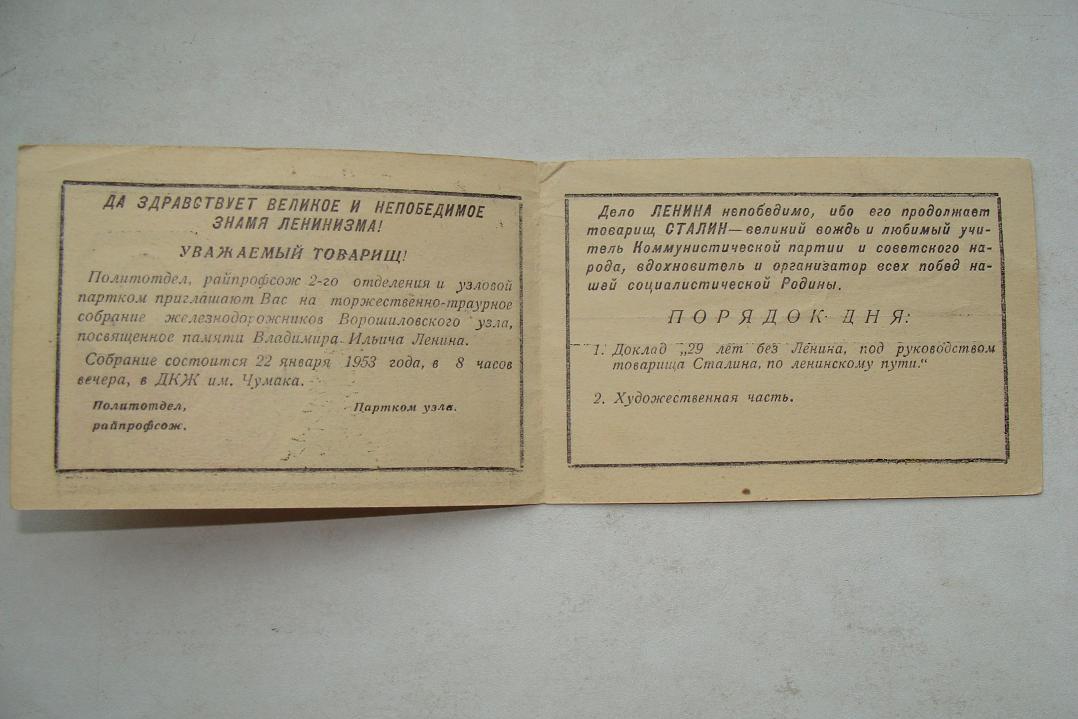 ДА ЗДРАВСТВУЕТ ВЕЛИКОЕ И НЕПОБЕДИМОЕ
ЗНАМЯ ЛЕНИНИЗМА!
УВАЖАЕМЫЙ ТОВАРИЩ!
Политотдел, райпрофсож 2-го отделения и узловой
партком приглашают Вас на торжественно-траурное
собрание железнодорожников Ворошиловского узла,
посвященное памяти Владимира Ильича Ленина.
Собрание состоится 22 января 1953 года, в 8 часов
вечера, в ДКЖ им. Чумака.
Политотдел, Партком узла.
райпрофсож.
Дело ЛЕНИНА непобедимо, ибо его продолжает
товарищ СТАЛИН—великий вождь и любимый учи-
тель Коммунистической партии и советского на-
рода, вдохновитель и организатор всех побед на-
шей социалистической Родины.
ПОРЯДОК ДНЯ:
1. Доклад „29 лет без Ленина, под руководством
товарища Сталина, по ленинскому пути.“
2. Художественная часть.